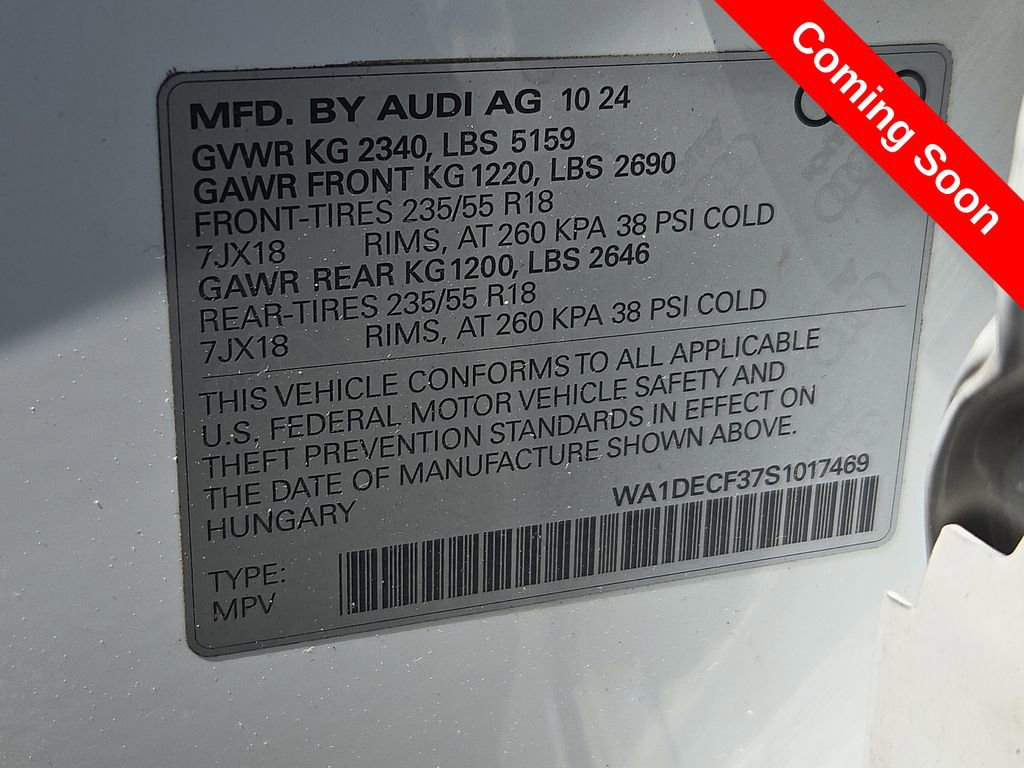 Coming Soon
MFD. BY AUDI AG 10 24
GVWR KG 2340, LBS 5159
GAWR FRONT KG 1220, LBS 2690
FRONT-TIRES 235/55 R18
7JX18 RIMS, AT 260 KPA 38 PSI COLD
GAWR REAR KG 1200, LBS 2646
REAR-TIRES 235/55 R18
7JX18 RIMS, AT 260 KPA 38 PSI COLD
THIS VEHICLE CONFORMS TO ALL APPLICABLE
U.S. FEDERAL MOTOR VEHICLE SAFETY AND
THEFT PREVENTION STANDARDS IN EFFECT ON
THE DATE OF MANUFACTURE SHOWN ABOVE.
HUNGARY
WA1DECF37S1017469
TYPE:
MPV